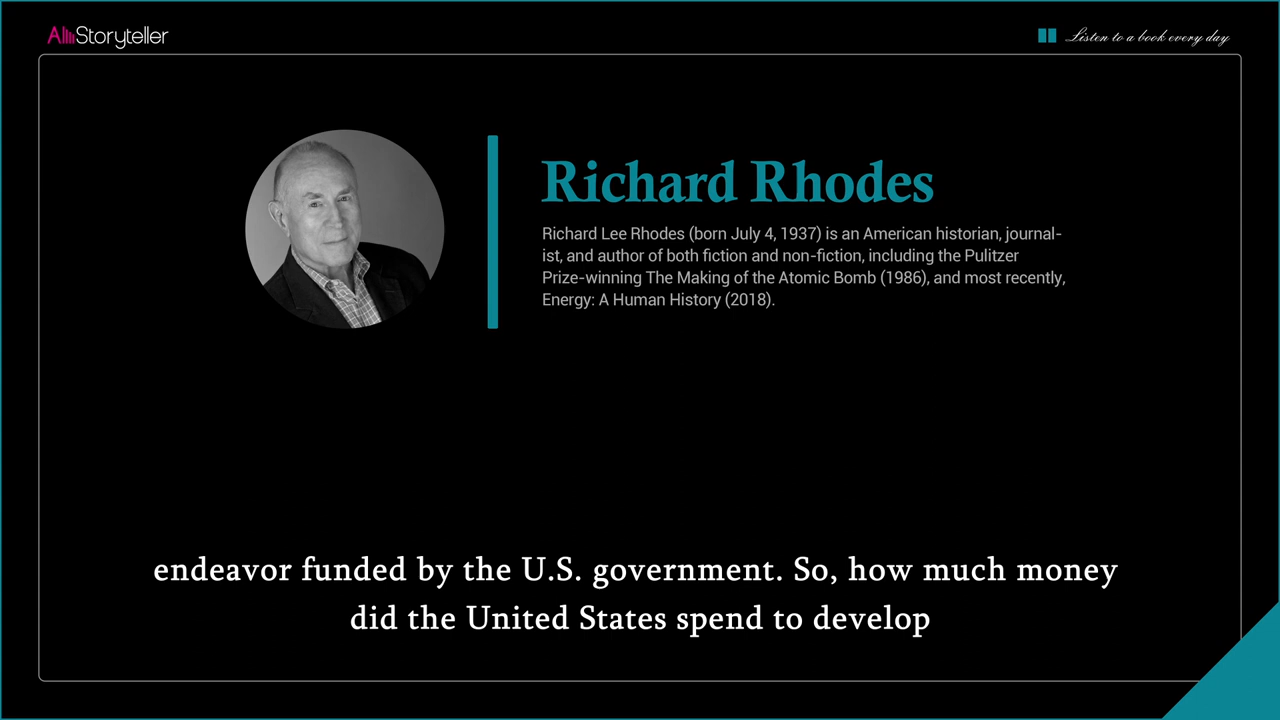 AllStoryteller
Listen to a book every day
Richard Rhodes
Richard Lee Rhodes (born July 4, 1937) is an American historian, journal-
ist, and author of both fiction and non-fiction, including the Pulitzer
Prize-winning The Making of the Atomic Bomb (1986), and most recently,
Energy: A Human History (2018).
endeavor funded by the U.S. government. So, how much money
did the United States spend to develop